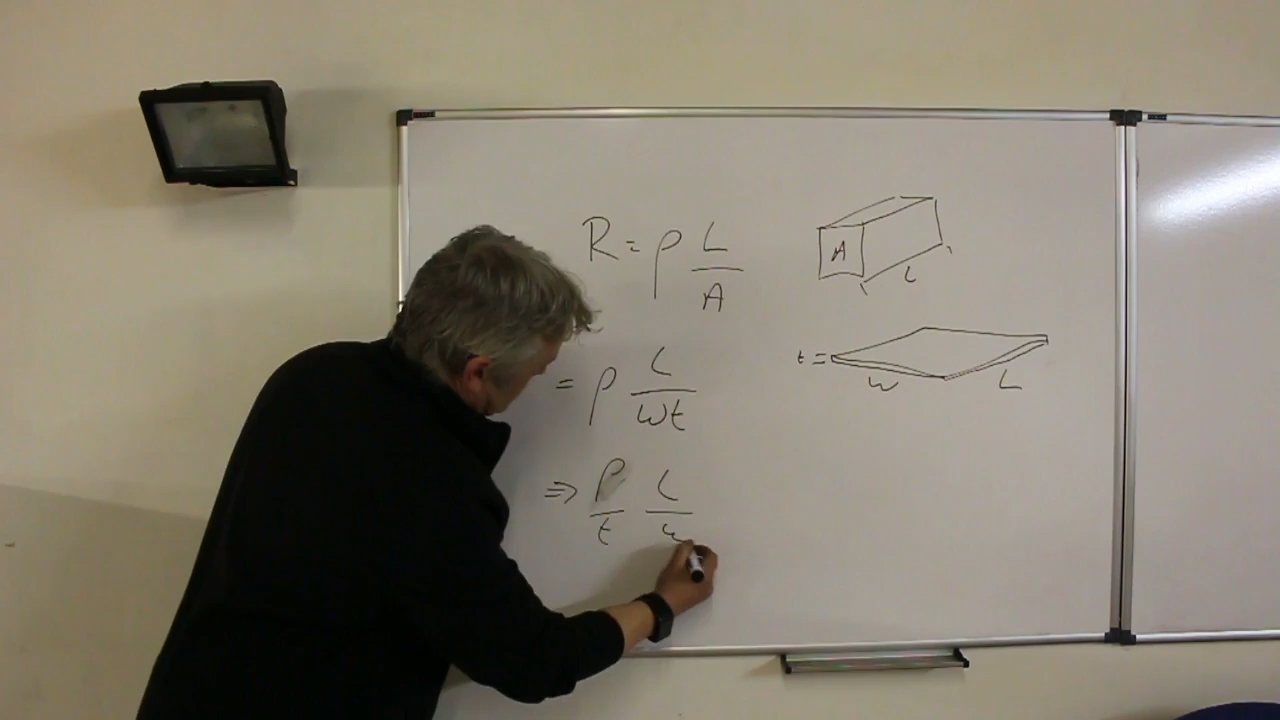 R = ρ L/A
A
L
= ρ L/Wt
t =
W
L
⇒ ρ/t L/w